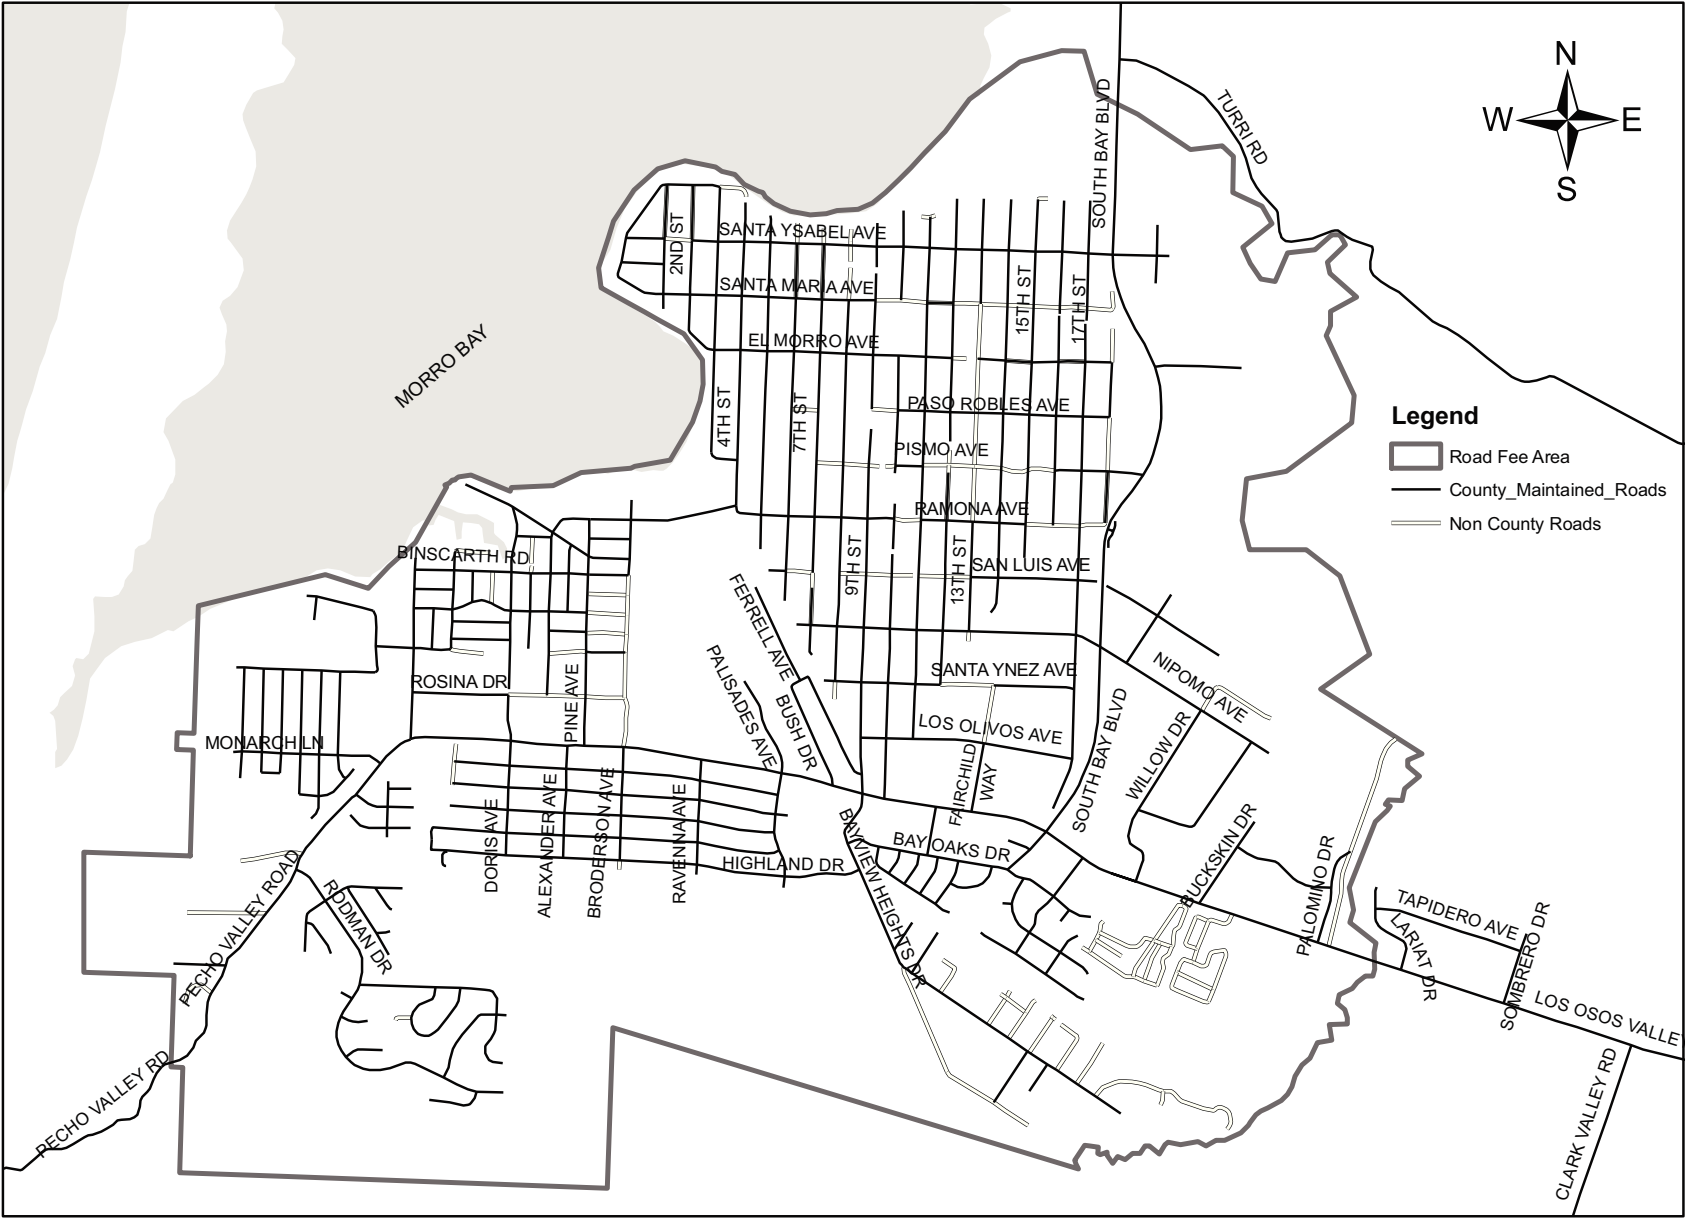 N
W
E
S
TURRI RD
SOUTH BAY BLVD
2ND ST
SANTA YSABEL AVE
SANTA MARIA AVE
15TH ST
17TH ST
EL MORRO AVE
MORRO BAY
4TH ST
7TH ST
PASO ROBLES AVE
PISMO AVE
RAMONA AVE
Legend
Road Fee Area
County_Maintained_Roads
Non County Roads
BINSCARTH RD
9TH ST
13TH ST
SAN LUIS AVE
FERRELL AVE
PALISADES AVE
BUSH DR
SANTA YNEZ AVE
NIPOMO AVE
ROSINA DR
PINE AVE
LOS OLIVOS AVE
SOUTH BAY BLVD
WILLOW DR
MONARCH LN
FAIRCHILD
WAY
DORIS AVE
ALEXANDER AVE
BRODERSON AVE
RAVENNA AVE
HIGHLAND DR
BAYVIEW HEIGHTS DR
BAY OAKS DR
BUCKSKIN DR
PALOMINO DR
PECHO VALLEY ROAD
RODMAN DR
TAPIDERO AVE
LARIAT DR
SOMBRERO DR
LOS OSOS VALLE
PECHO VALLEY RD
CLARK VALLEY RD